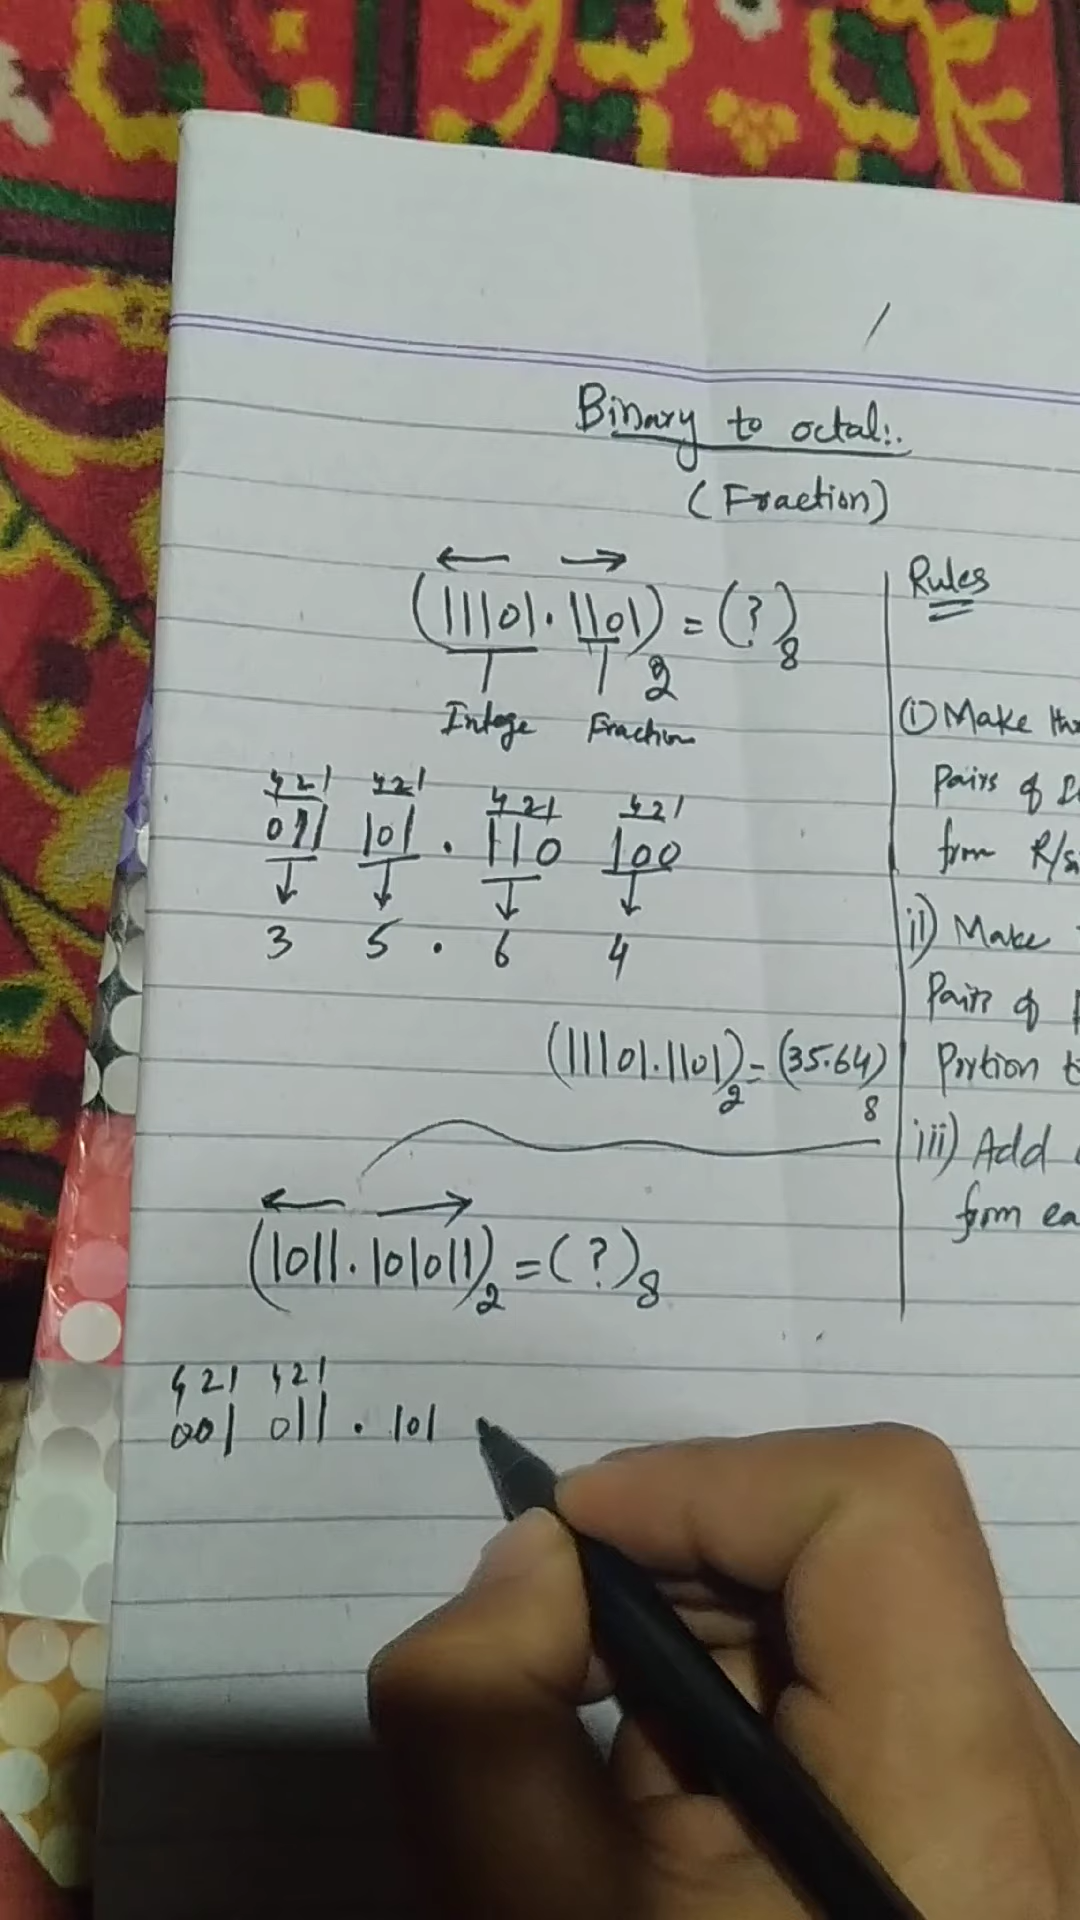 Binary to octal:.
(Fraction)
(11101.1101)2 = (?)8
Intege Fraction
421 421 421 421
011 101 . 110 100
3 5 . 6 4
(11101.1101)2 = (35.64)8
(1011.101011)2 = (?)8
421 421
001 011 . 101
Rules
(i) Make
Pairs of
from R/si
ii) Make
Pairs of
Portion
iii) Add
from ea